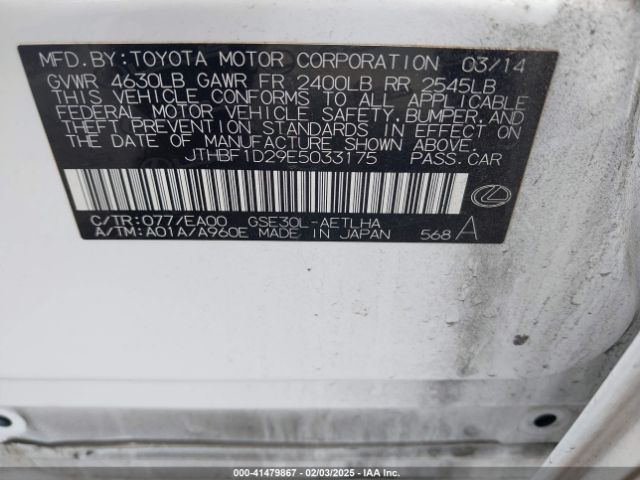 MFD.BY:TOYOTA MOTOR CORPORATION 03/14
GVWR 4630LB GAWR FR 2400LB RR 2545LB
THIS VEHICLE CONFORMS TO ALL APPLICABLE
FEDERAL MOTOR VEHICLE SAFETY,BUMPER, AND
THEFT PREVENTION STANDARDS IN EFFECT ON
THE DATE OF MANUFACTURE SHOWN ABOVE.
JTHBF1D29E5033175 PASS.CAR
C/TR:077/EA00 GSE30L-AETLHA
A/TM:A01A/A960E MADE IN JAPAN 568 A
000-41479867 - 02/03/2025 - IAA Inc.